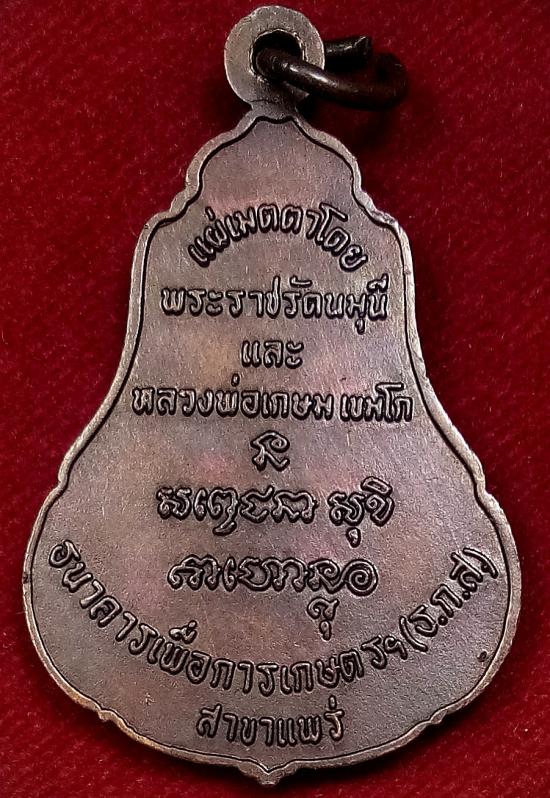 แผ่เมตตาโดย
พระราชรัตนมุนี
และ
หลวงพ่อเกษม เขมโก
สุขิ
ธนาคารเพื่อการเกษตรฯ(ธ.ก.ส)
สาขาแพร่